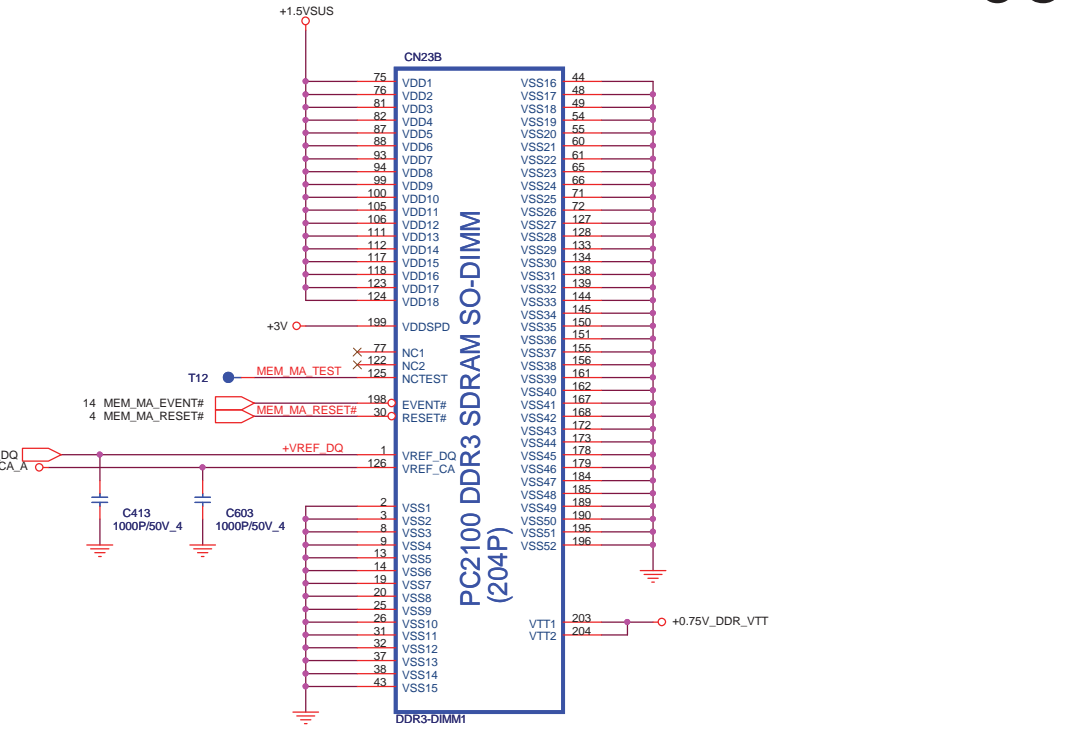 +1.5VSUS
CN23B
75 VDD1 VSS16 44
76 VDD2 VSS17 48
81 VDD3 VSS18 49
82 VDD4 VSS19 54
87 VDD5 VSS20 55
88 VDD6 VSS21 60
93 VDD7 VSS22 61
94 VDD8 VSS23 65
99 VDD9 VSS24 66
100 VDD10 VSS25 71
105 VDD11 VSS26 72
106 VDD12 VSS27 127
111 VDD13 VSS28 128
112 VDD14 VSS29 133
117 VDD15 VSS30 134
118 VDD16 VSS31 138
123 VDD17 VSS32 139
124 VDD18 VSS33 144
VSS34 145
+3V 199 VDDSPD VSS35 150
VSS36 151
77 NC1 VSS37 155
122 NC2 VSS38 156
T12 MEM_MA_TEST 125 NCTEST VSS39 161
VSS40 162
14 MEM_MA_EVENT# 198 EVENT# VSS41 167
4 MEM_MA_RESET# MEM_MA_RESET# 30 RESET# VSS42 168
VSS43 172
VSS44 173
DQ +VREF_DQ 1 VREF_DQ VSS45 178
CA_A 126 VREF_CA VSS46 179
VSS47 184
VSS48 185
2 VSS1 VSS49 189
3 VSS2 VSS50 190
8 VSS3 VSS51 195
9 VSS4 VSS52 196
13 VSS5
14 VSS6
19 VSS7
20 VSS8
25 VSS9
26 VSS10 VTT1 203 +0.75V_DDR_VTT
31 VSS11 VTT2 204
32 VSS12
37 VSS13
38 VSS14
43 VSS15
C413
1000P/50V_4
C603
1000P/50V_4
PC2100 DDR3 SDRAM SO-DIMM
(204P)
DDR3-DIMM1